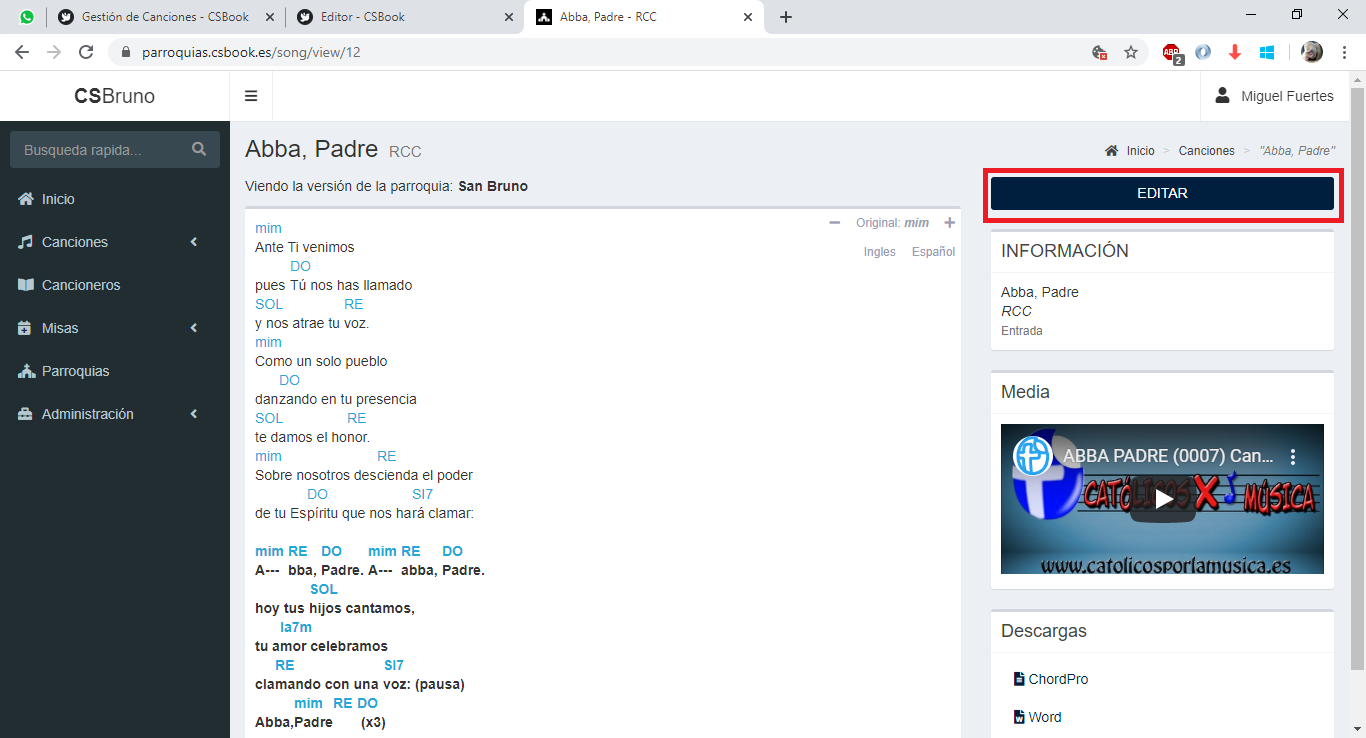 Gestión de Canciones - CSBook
Editor - CSBook
Abba, Padre - RCC
parroquias.csbook.es/song/view/12
ABP
2
CSBruno
Miguel Fuertes
Busqueda rapida...
Inicio
Canciones
Cancioneros
Misas
Parroquias
Administración
Abba, Padre RCC
Inicio > Canciones > "Abba, Padre"
Viendo la versión de la parroquia: San Bruno
Original: mim
Ingles Español
mim
Ante Ti venimos
DO
pues Tú nos has llamado
SOL RE
y nos atrae tu voz.
mim
Como un solo pueblo
DO
danzando en tu presencia
SOL RE
te damos el honor.
mim RE
Sobre nosotros descienda el poder
DO SI7
de tu Espíritu que nos hará clamar:
mim RE DO mim RE DO
A--- bba, Padre. A--- abba, Padre.
SOL
hoy tus hijos cantamos,
la7m
tu amor celebramos
RE SI7
clamando con una voz: (pausa)
mim RE DO
Abba,Padre (x3)
EDITAR
INFORMACIÓN
Abba, Padre
RCC
Entrada
Media
ABBA PADRE (0007) Can...
CATÓLICOS X MÚSICA
www.catolicosporlamusica.es
Descargas
ChordPro
Word